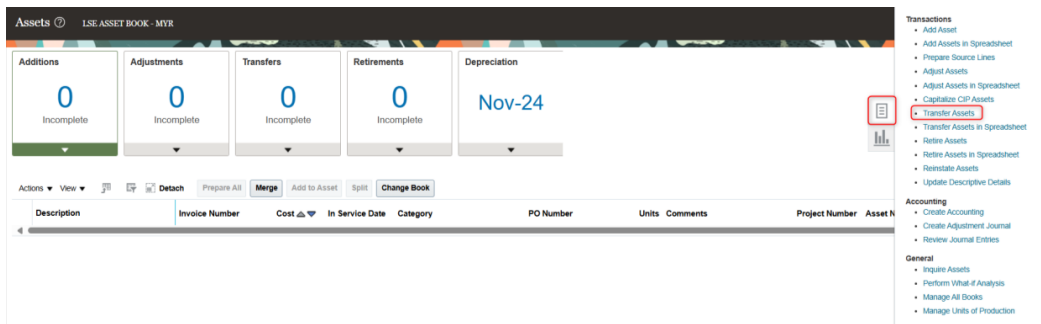 Assets LSE ASSET BOOK - MYR
Additions
0
Incomplete
Adjustments
0
Incomplete
Transfers
0
Incomplete
Retirements
0
Incomplete
Depreciation
Nov-24
Actions View Detach Prepare All Merge Add to Asset Split Change Book
Description Invoice Number Cost In Service Date Category PO Number Units Comments Project Number Asset N
Transactions
Add Asset
Add Assets in Spreadsheet
Prepare Source Lines
Adjust Assets
Adjust Assets in Spreadsheet
Capitalize CIP Assets
Transfer Assets
Transfer Assets in Spreadsheet
Retire Assets
Retire Assets in Spreadsheet
Reinstate Assets
Update Descriptive Details
Accounting
Create Accounting
Create Adjustment Journal
Review Journal Entries
General
Inquire Assets
Perform What-if Analysis
Manage All Books
Manage Units of Production